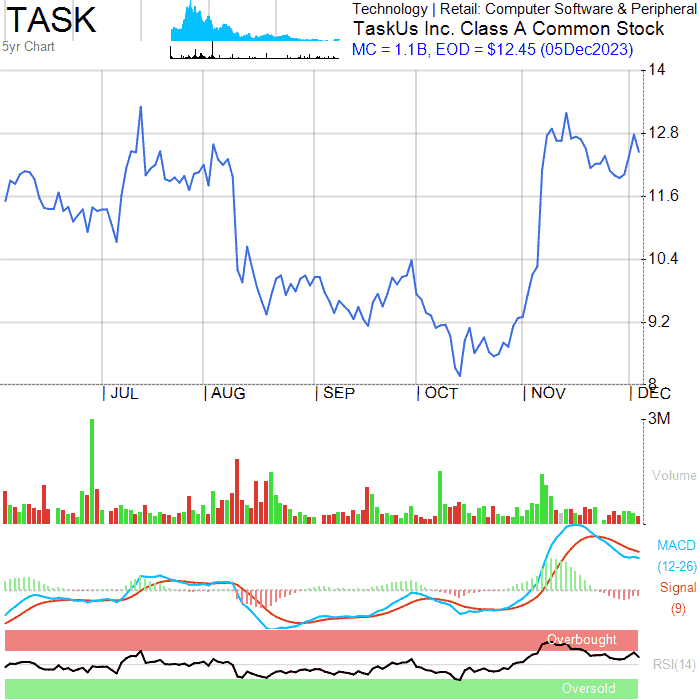 TASK
5yr Chart
Technology | Retail: Computer Software & Peripheral
TaskUs Inc. Class A Common Stock
MC = 1.1B, EOD = $12.45 (05Dec2023)
14
12.8
11.6
10.4
9.2
8
JUL
AUG
SEP
OCT
NOV
DEC
3M
Volume
MACD
(12-26)
Signal
(9)
Overbought
RSI(14)
Oversold